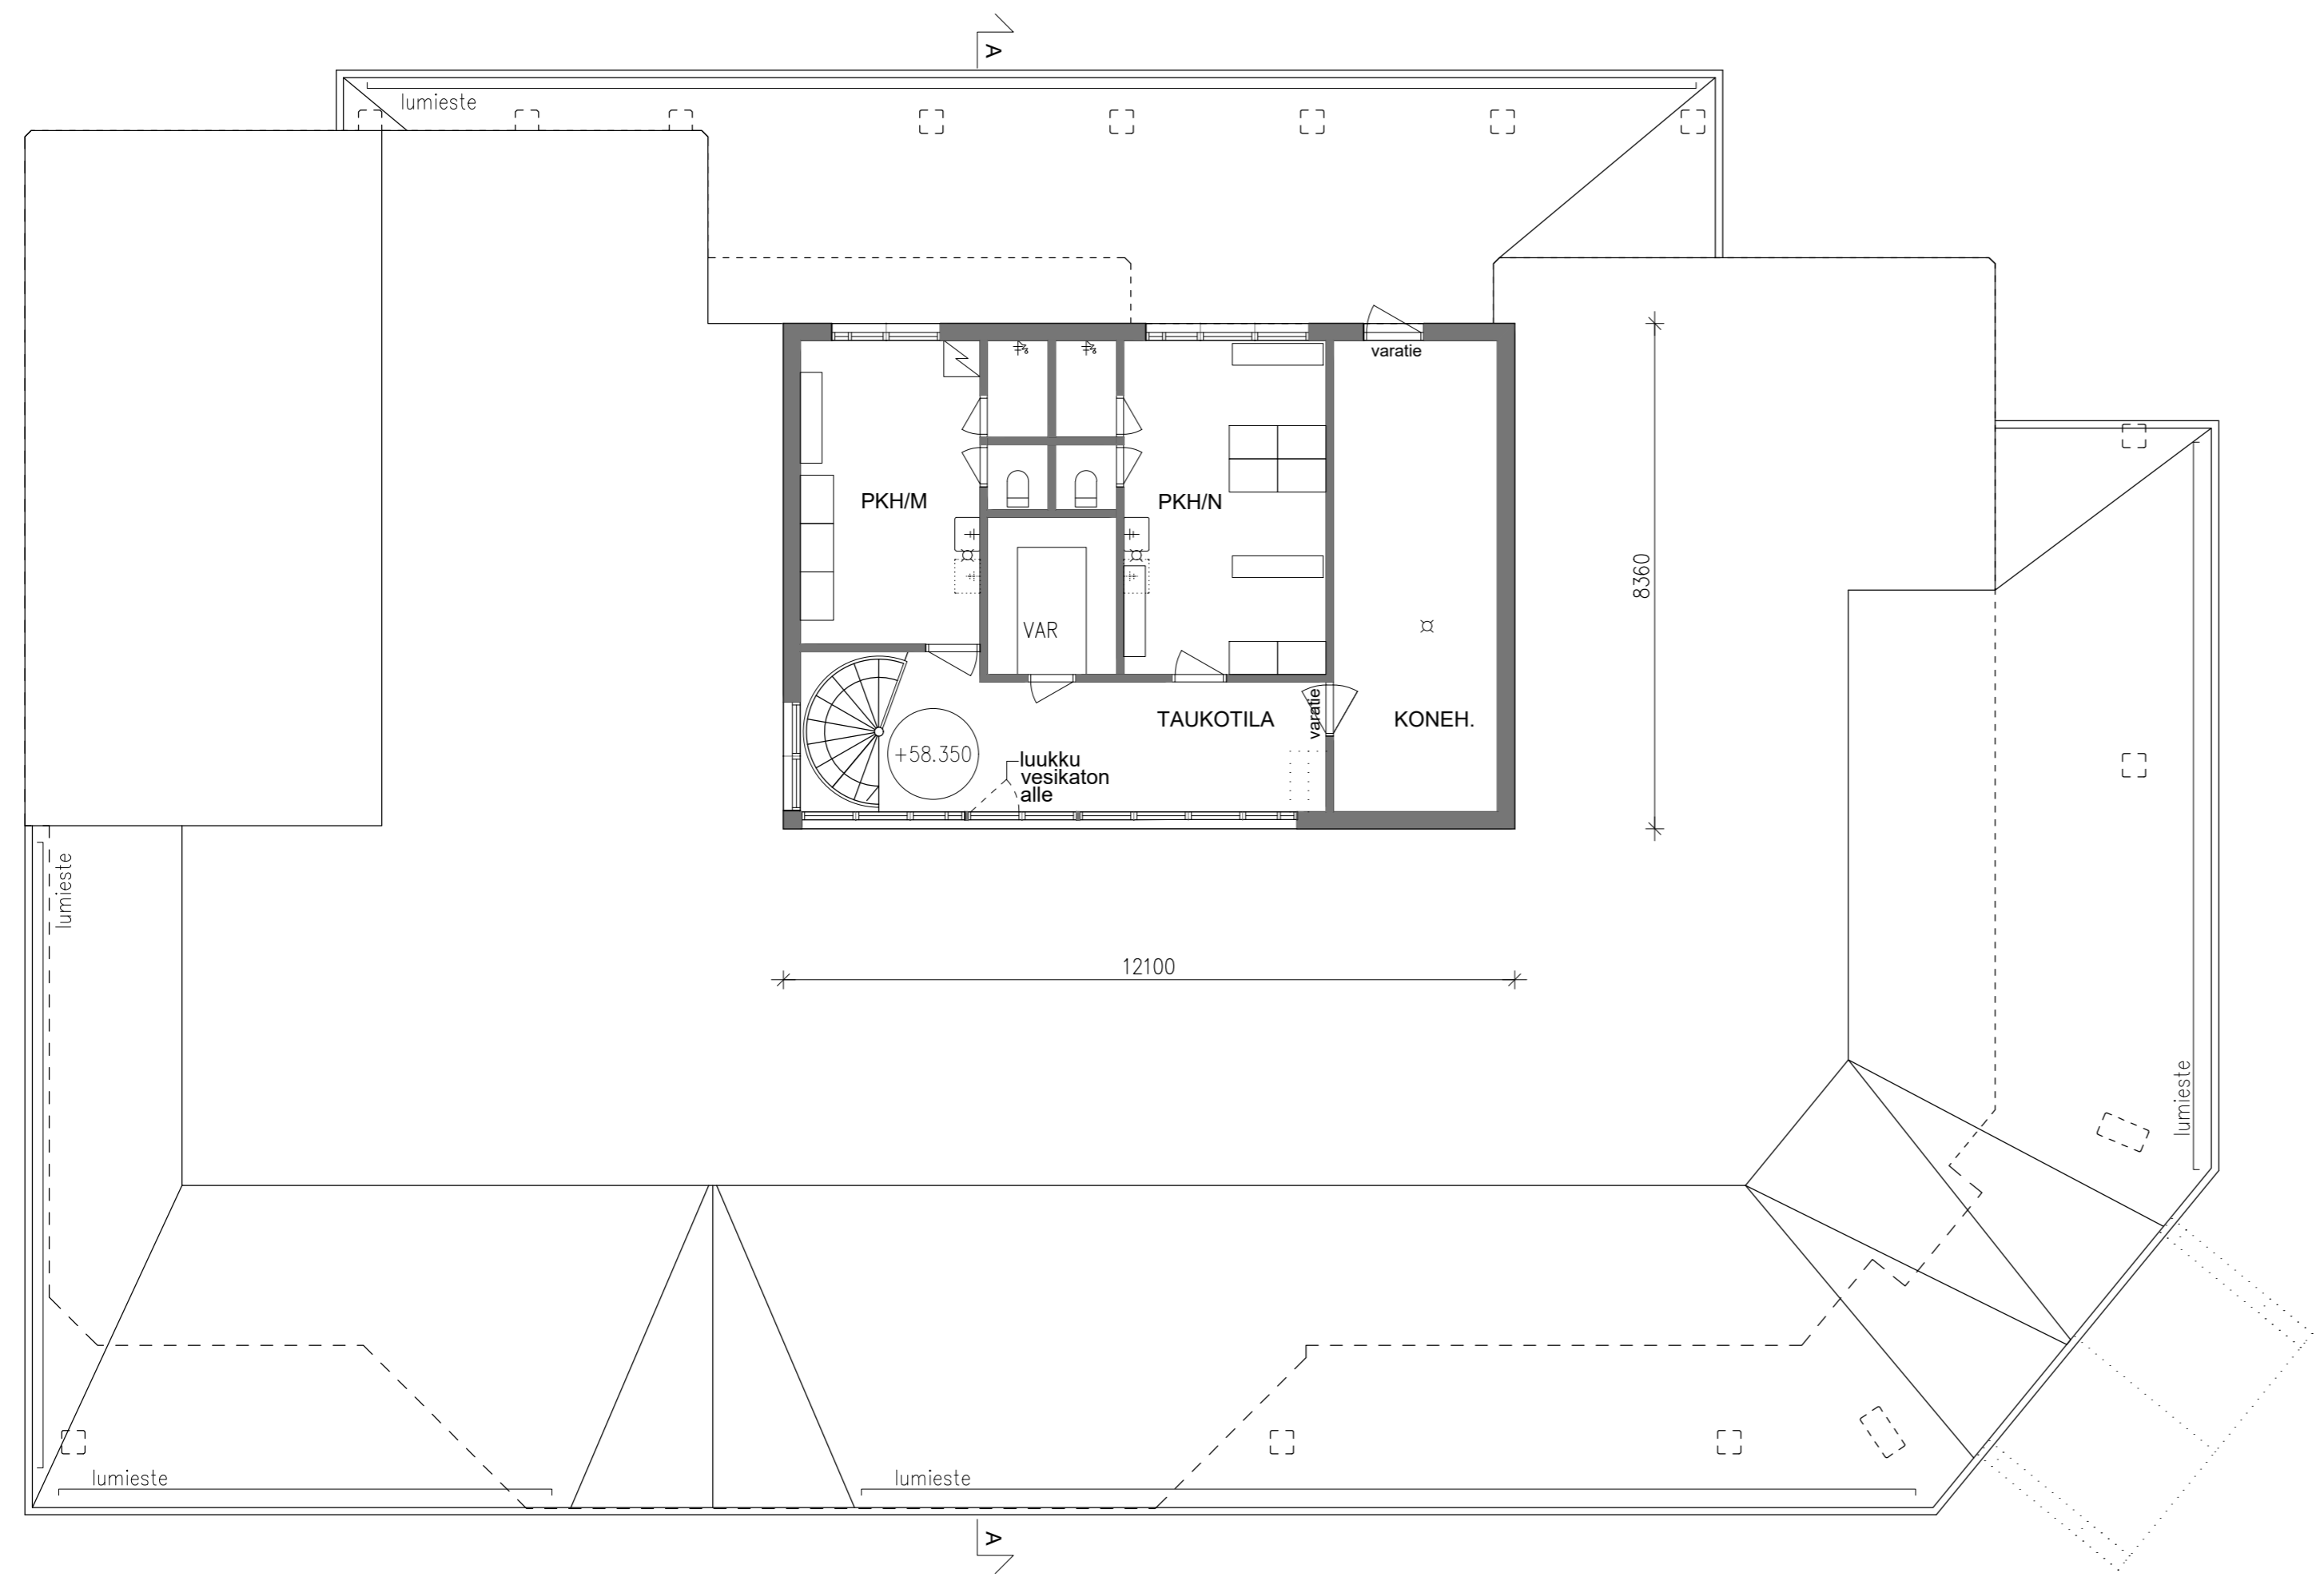 A
lumieste
varatie
PKH/M
PKH/N
8360
VAR
TAUKOTILA
varatie
KONEH.
+58.350
luukku
vesikaton
alle
lumieste
12100
lumieste
lumieste
lumieste
A